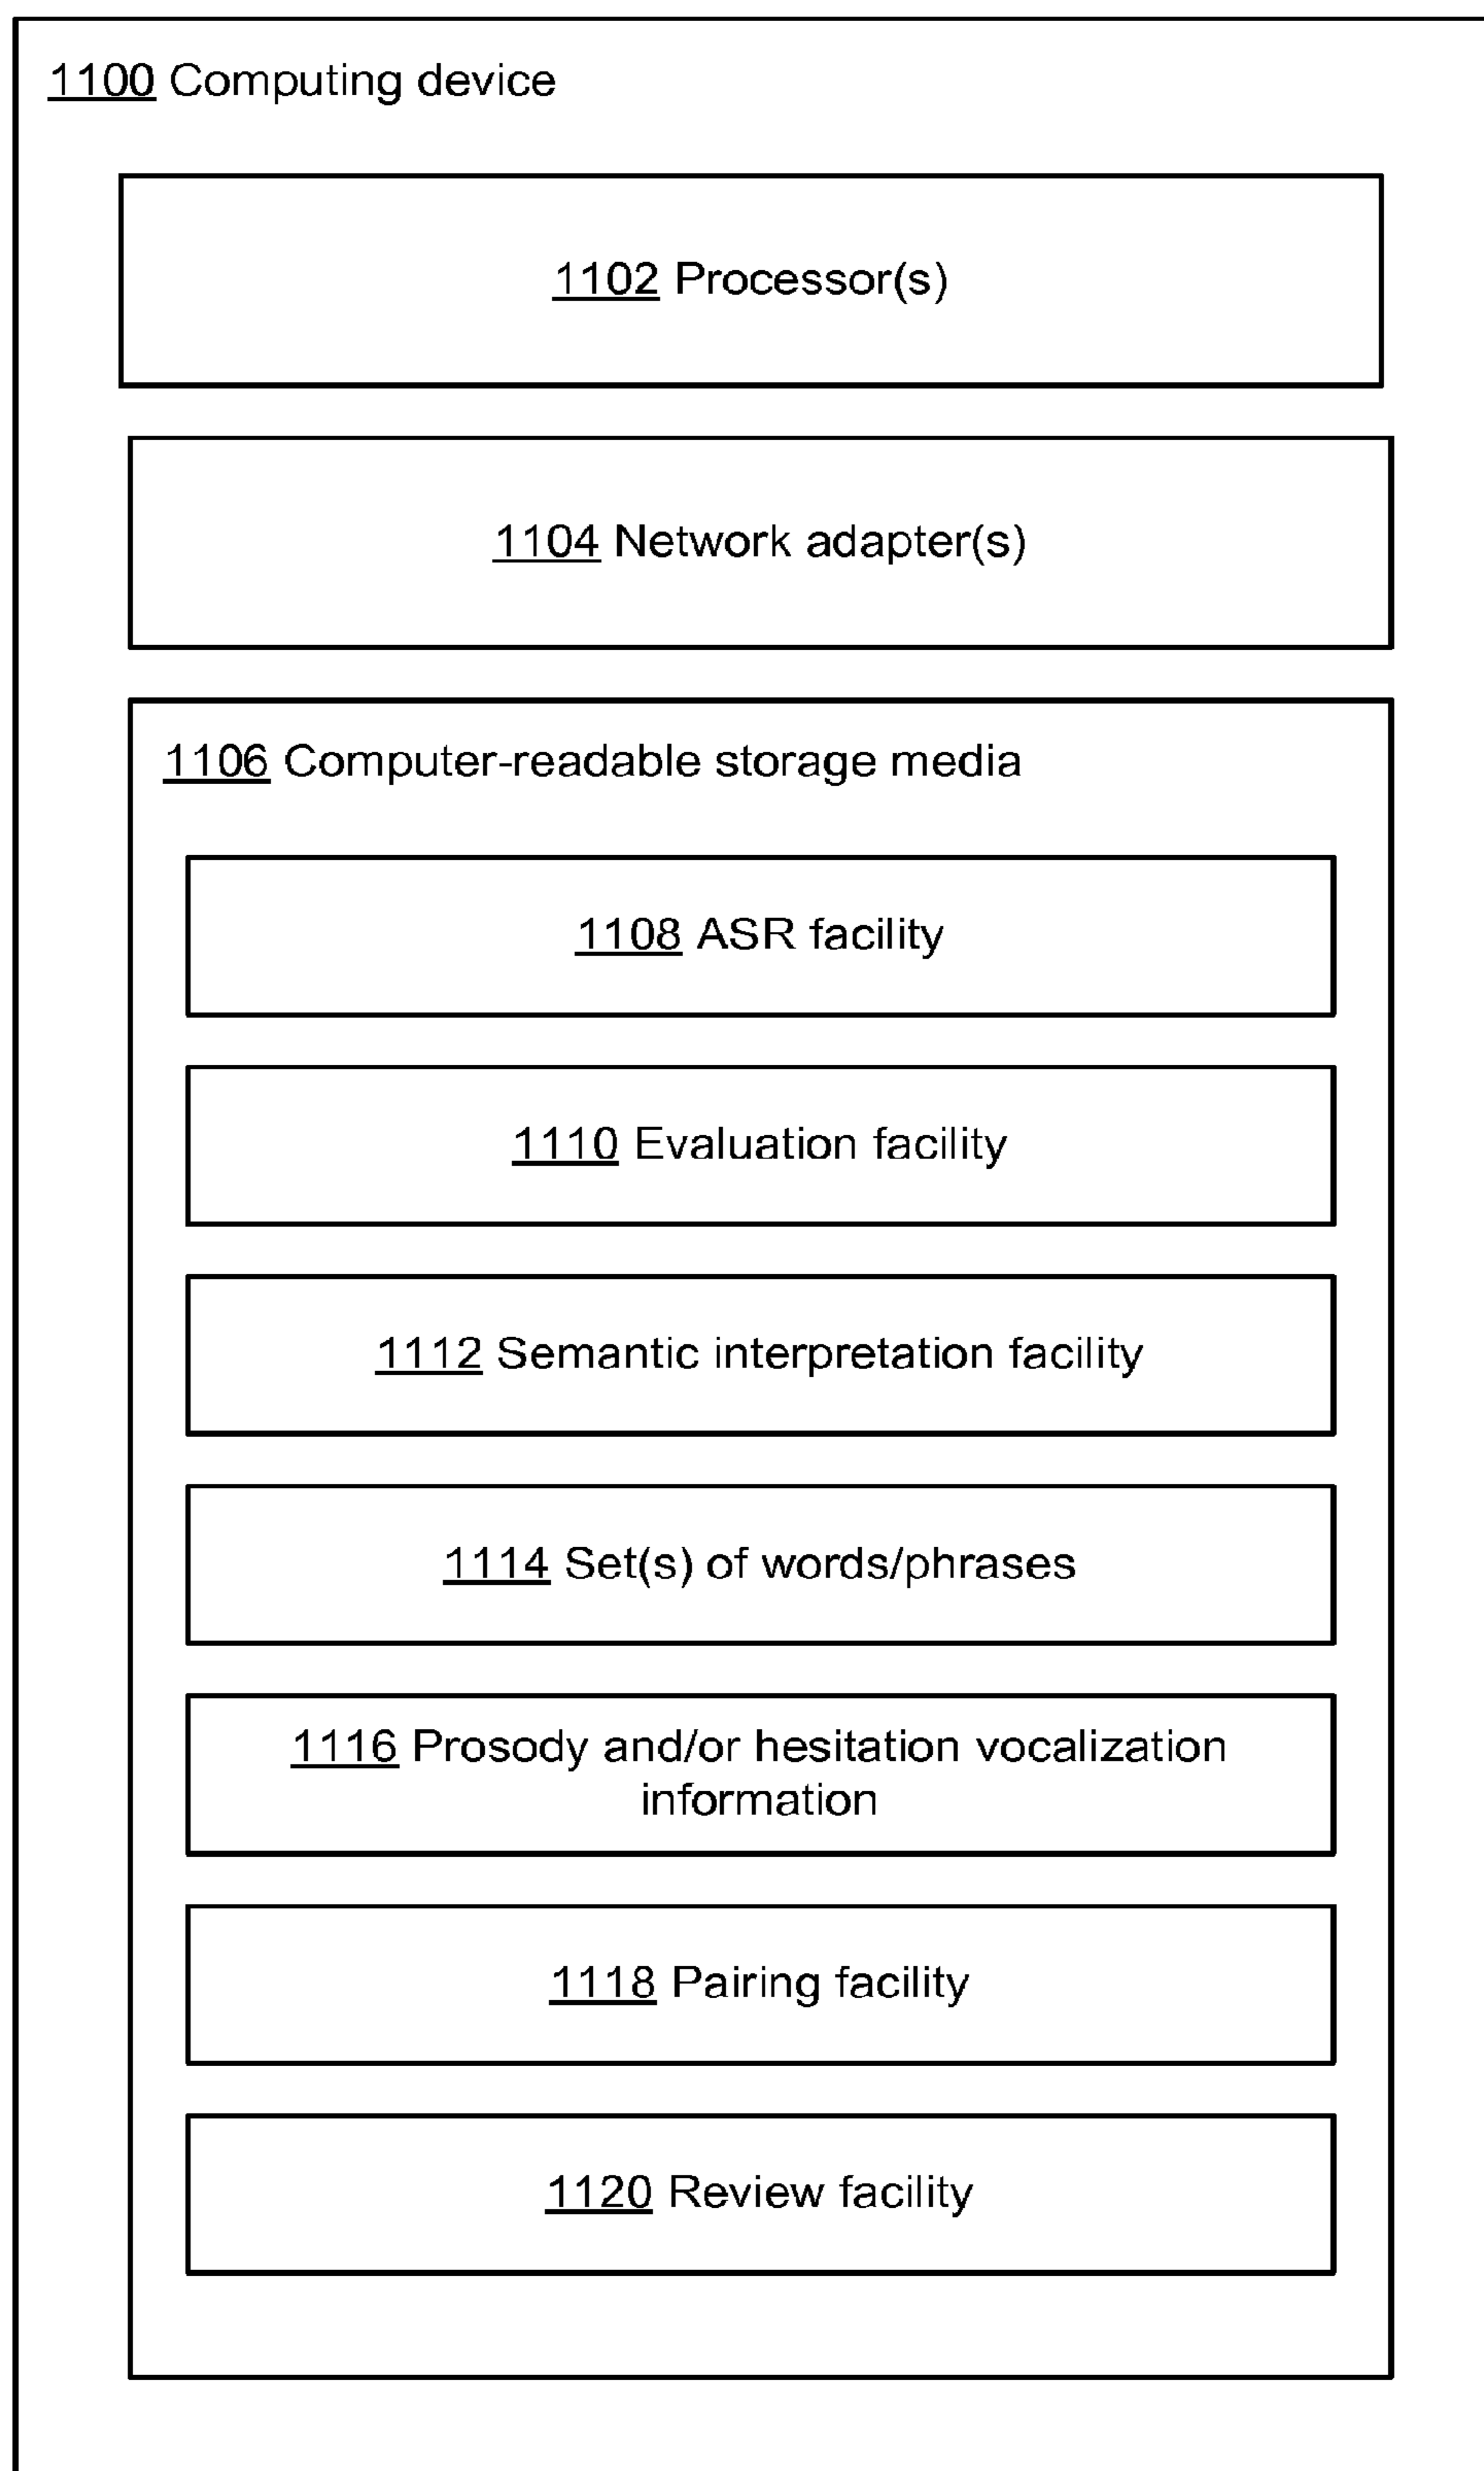 1100 Computing device
1102 Processor(s)
1104 Network adapter(s)
1106 Computer-readable storage media
1108 ASR facility
1110 Evaluation facility
1112 Semantic interpretation facility
1114 Set(s) of words/phrases
1116 Prosody and/or hesitation vocalization
information
1118 Pairing facility
1120 Review facility